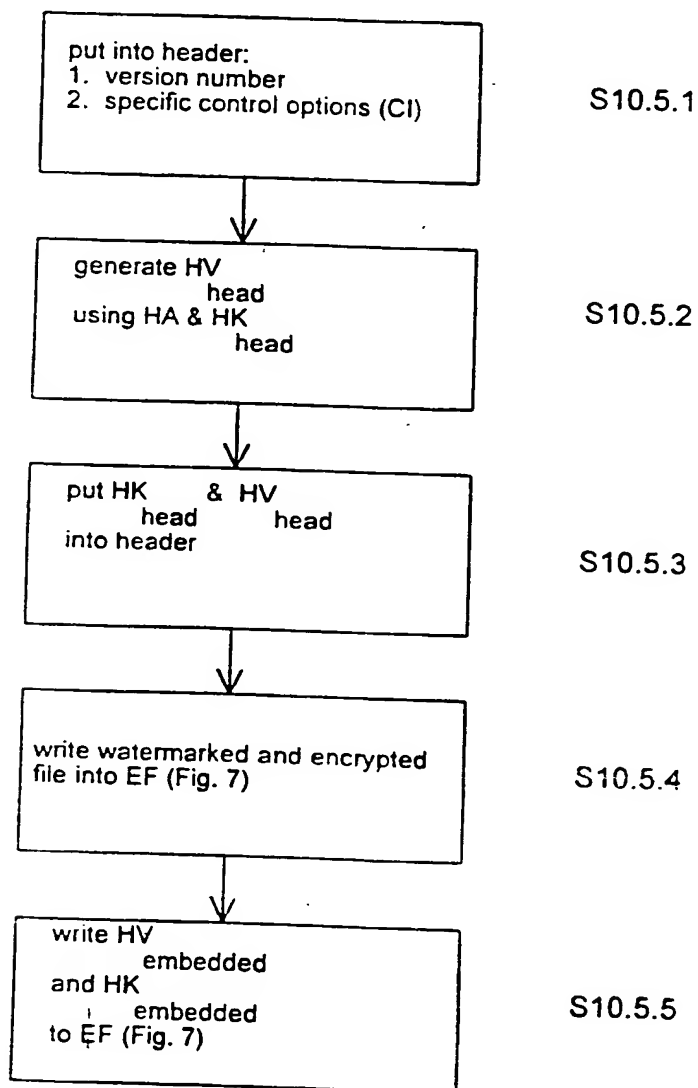 put into header:
1. version number
2. specific control options (CI)
S10.5.1
generate HV
head
using HA & HK
head
S10.5.2
put HK & HV
head head
into header
S10.5.3
write watermarked and encrypted
file into EF (Fig. 7)
S10.5.4
write HV
embedded
and HK
embedded
to EF (Fig. 7)
S10.5.5